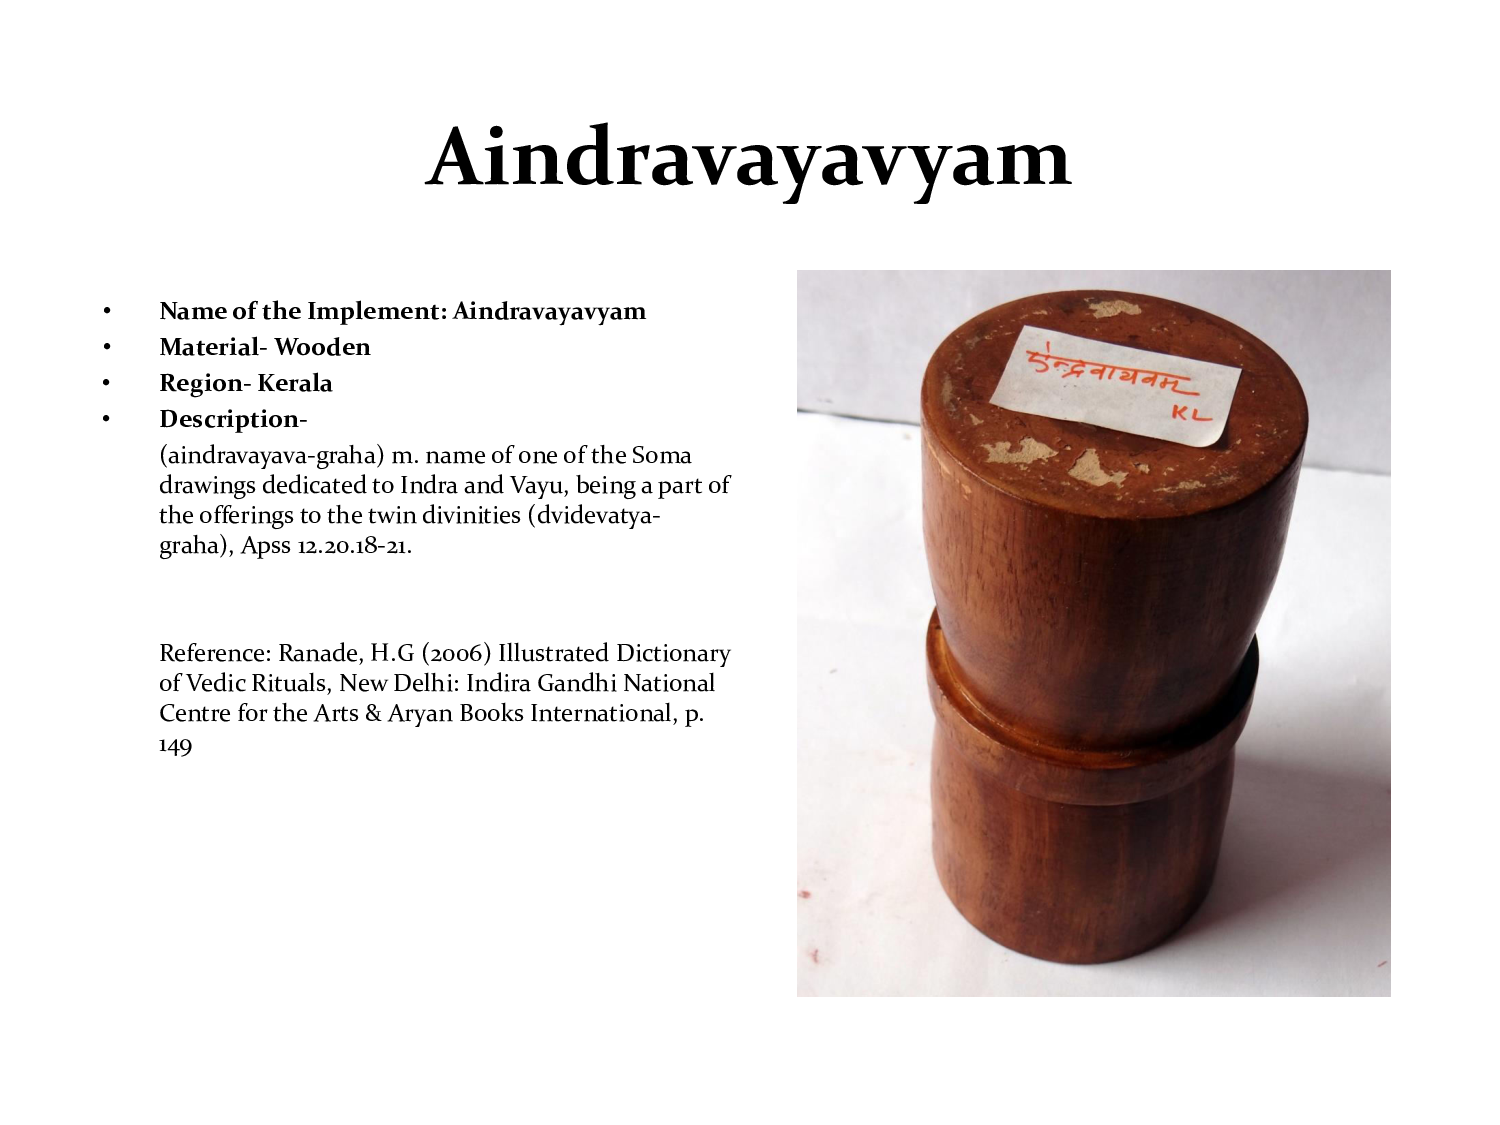 Aindravayavyam
• Name of the Implement: Aindravayavyam
• Material- Wooden
• Region- Kerala
• Description-
(aindravayava-graha) m. name of one of the Soma
drawings dedicated to Indra and Vayu, being a part of
the offerings to the twin divinities (dvidevatya-
graha), Apss 12.20.18-21.
Reference: Ranade, H.G (2006) Illustrated Dictionary
of Vedic Rituals, New Delhi: Indira Gandhi National
Centre for the Arts & Aryan Books International, p.
149
ऐन्द्रवायवम्
KL